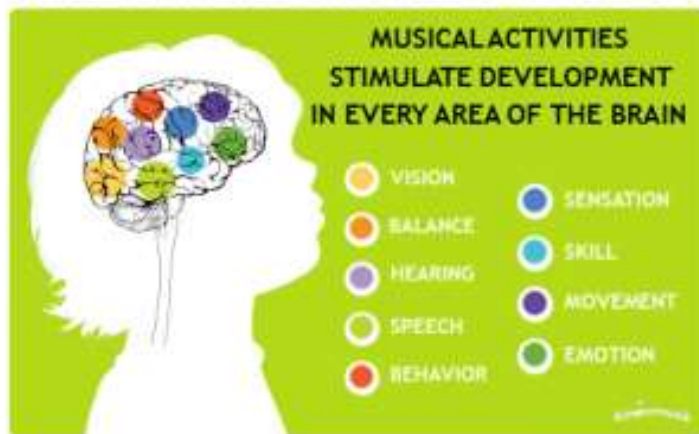 MUSICAL ACTIVITIES
STIMULATE DEVELOPMENT
IN EVERY AREA OF THE BRAIN
VISION
BALANCE
HEARING
SPEECH
BEHAVIOR
SENSATION
SKILL
MOVEMENT
EMOTION